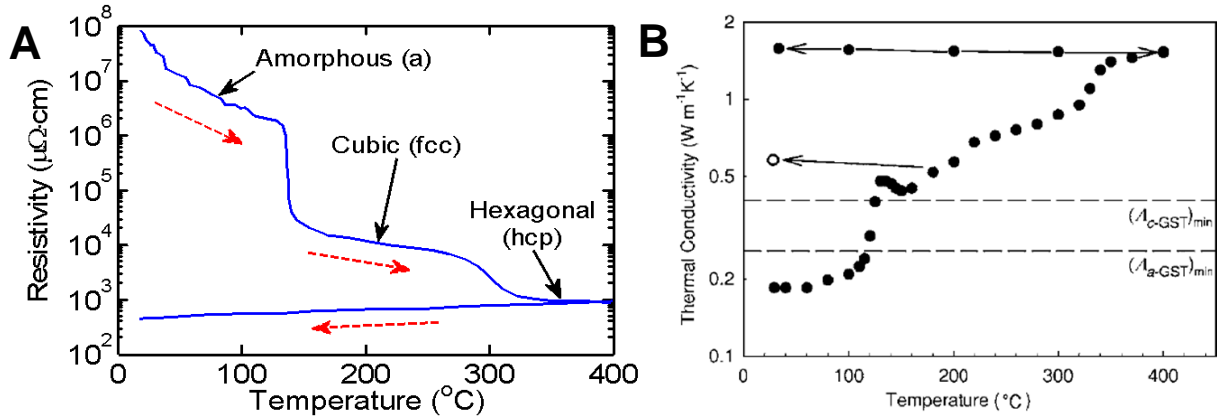 A
10⁸
10⁷
10⁶
10⁵
10⁴
10³
10²
Resistivity (μΩ·cm)
Amorphous (a)
Cubic (fcc)
Hexagonal
(hcp)
0
100
200
300
400
Temperature (°C)
B
2
1
0.5
0.2
0.1
Thermal Conductivity (W m⁻¹K⁻¹)
(Λc-GST)min
(Λa-GST)min
0
100
200
300
400
Temperature (°C)